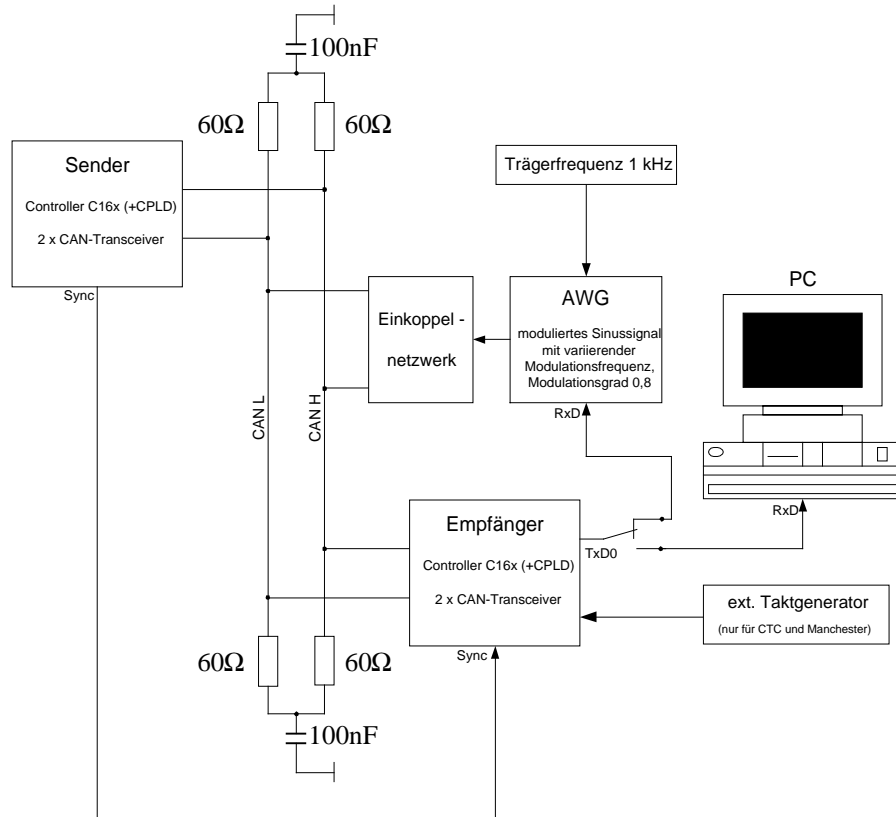 100nF
60Ω
60Ω
Sender
Controller C16x (+CPLD)
2 x CAN-Transceiver
Sync
Trägerfrequenz 1 kHz
Einkoppel -
netzwerk
AWG
moduliertes Sinussignal
mit variierender
Modulationsfrequenz,
Modulationsgrad 0,8
RxD
PC
RxD
CAN L
CAN H
Empfänger
Controller C16x (+CPLD)
2 x CAN-Transceiver
Sync
TxD0
ext. Taktgenerator
(nur für CTC und Manchester)
60Ω
60Ω
100nF